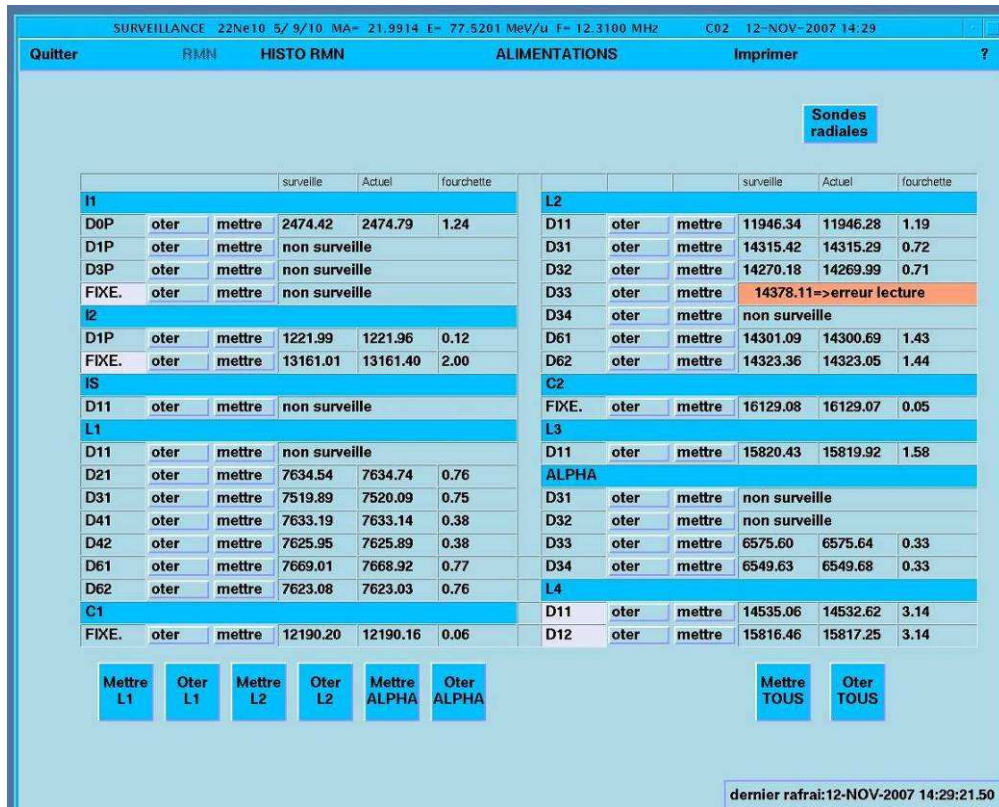 SURVEILLANCE 22Ne10 5/ 9/10 MA= 21.9914 E= 77.5201 MeV/u F= 12.3100 MHz C02 12-NOV-2007 14:29
Quitter RMN HISTO RMN ALIMENTATIONS Imprimer ?
Sondes
radiales
surveille Actuel fourchette
I1
D0P oter mettre 2474.42 2474.79 1.24
D1P oter mettre non surveille
D3P oter mettre non surveille
FIXE. oter mettre non surveille
I2
D1P oter mettre 1221.99 1221.96 0.12
FIXE. oter mettre 13161.01 13161.40 2.00
IS
D11 oter mettre non surveille
L1
D11 oter mettre non surveille
D21 oter mettre 7634.54 7634.74 0.76
D31 oter mettre 7519.89 7520.09 0.75
D41 oter mettre 7633.19 7633.14 0.38
D42 oter mettre 7625.95 7625.89 0.38
D61 oter mettre 7669.01 7668.92 0.77
D62 oter mettre 7623.08 7623.03 0.76
C1
FIXE. oter mettre 12190.20 12190.16 0.06
surveille Actuel fourchette
L2
D11 oter mettre 11946.34 11946.28 1.19
D31 oter mettre 14315.42 14315.29 0.72
D32 oter mettre 14270.18 14269.99 0.71
D33 oter mettre 14378.11=>erreur lecture
D34 oter mettre non surveille
D61 oter mettre 14301.09 14300.69 1.43
D62 oter mettre 14323.36 14323.05 1.44
C2
FIXE. oter mettre 16129.08 16129.07 0.05
L3
D11 oter mettre 15820.43 15819.92 1.58
ALPHA
D31 oter mettre non surveille
D32 oter mettre non surveille
D33 oter mettre 6575.60 6575.64 0.33
D34 oter mettre 6549.63 6549.68 0.33
L4
D11 oter mettre 14535.06 14532.62 3.14
D12 oter mettre 15816.46 15817.25 3.14
Mettre
L1
Oter
L1
Mettre
L2
Oter
L2
Mettre
ALPHA
Oter
ALPHA
Mettre
TOUS
Oter
TOUS
dernier rafrai:12-NOV-2007 14:29:21.50